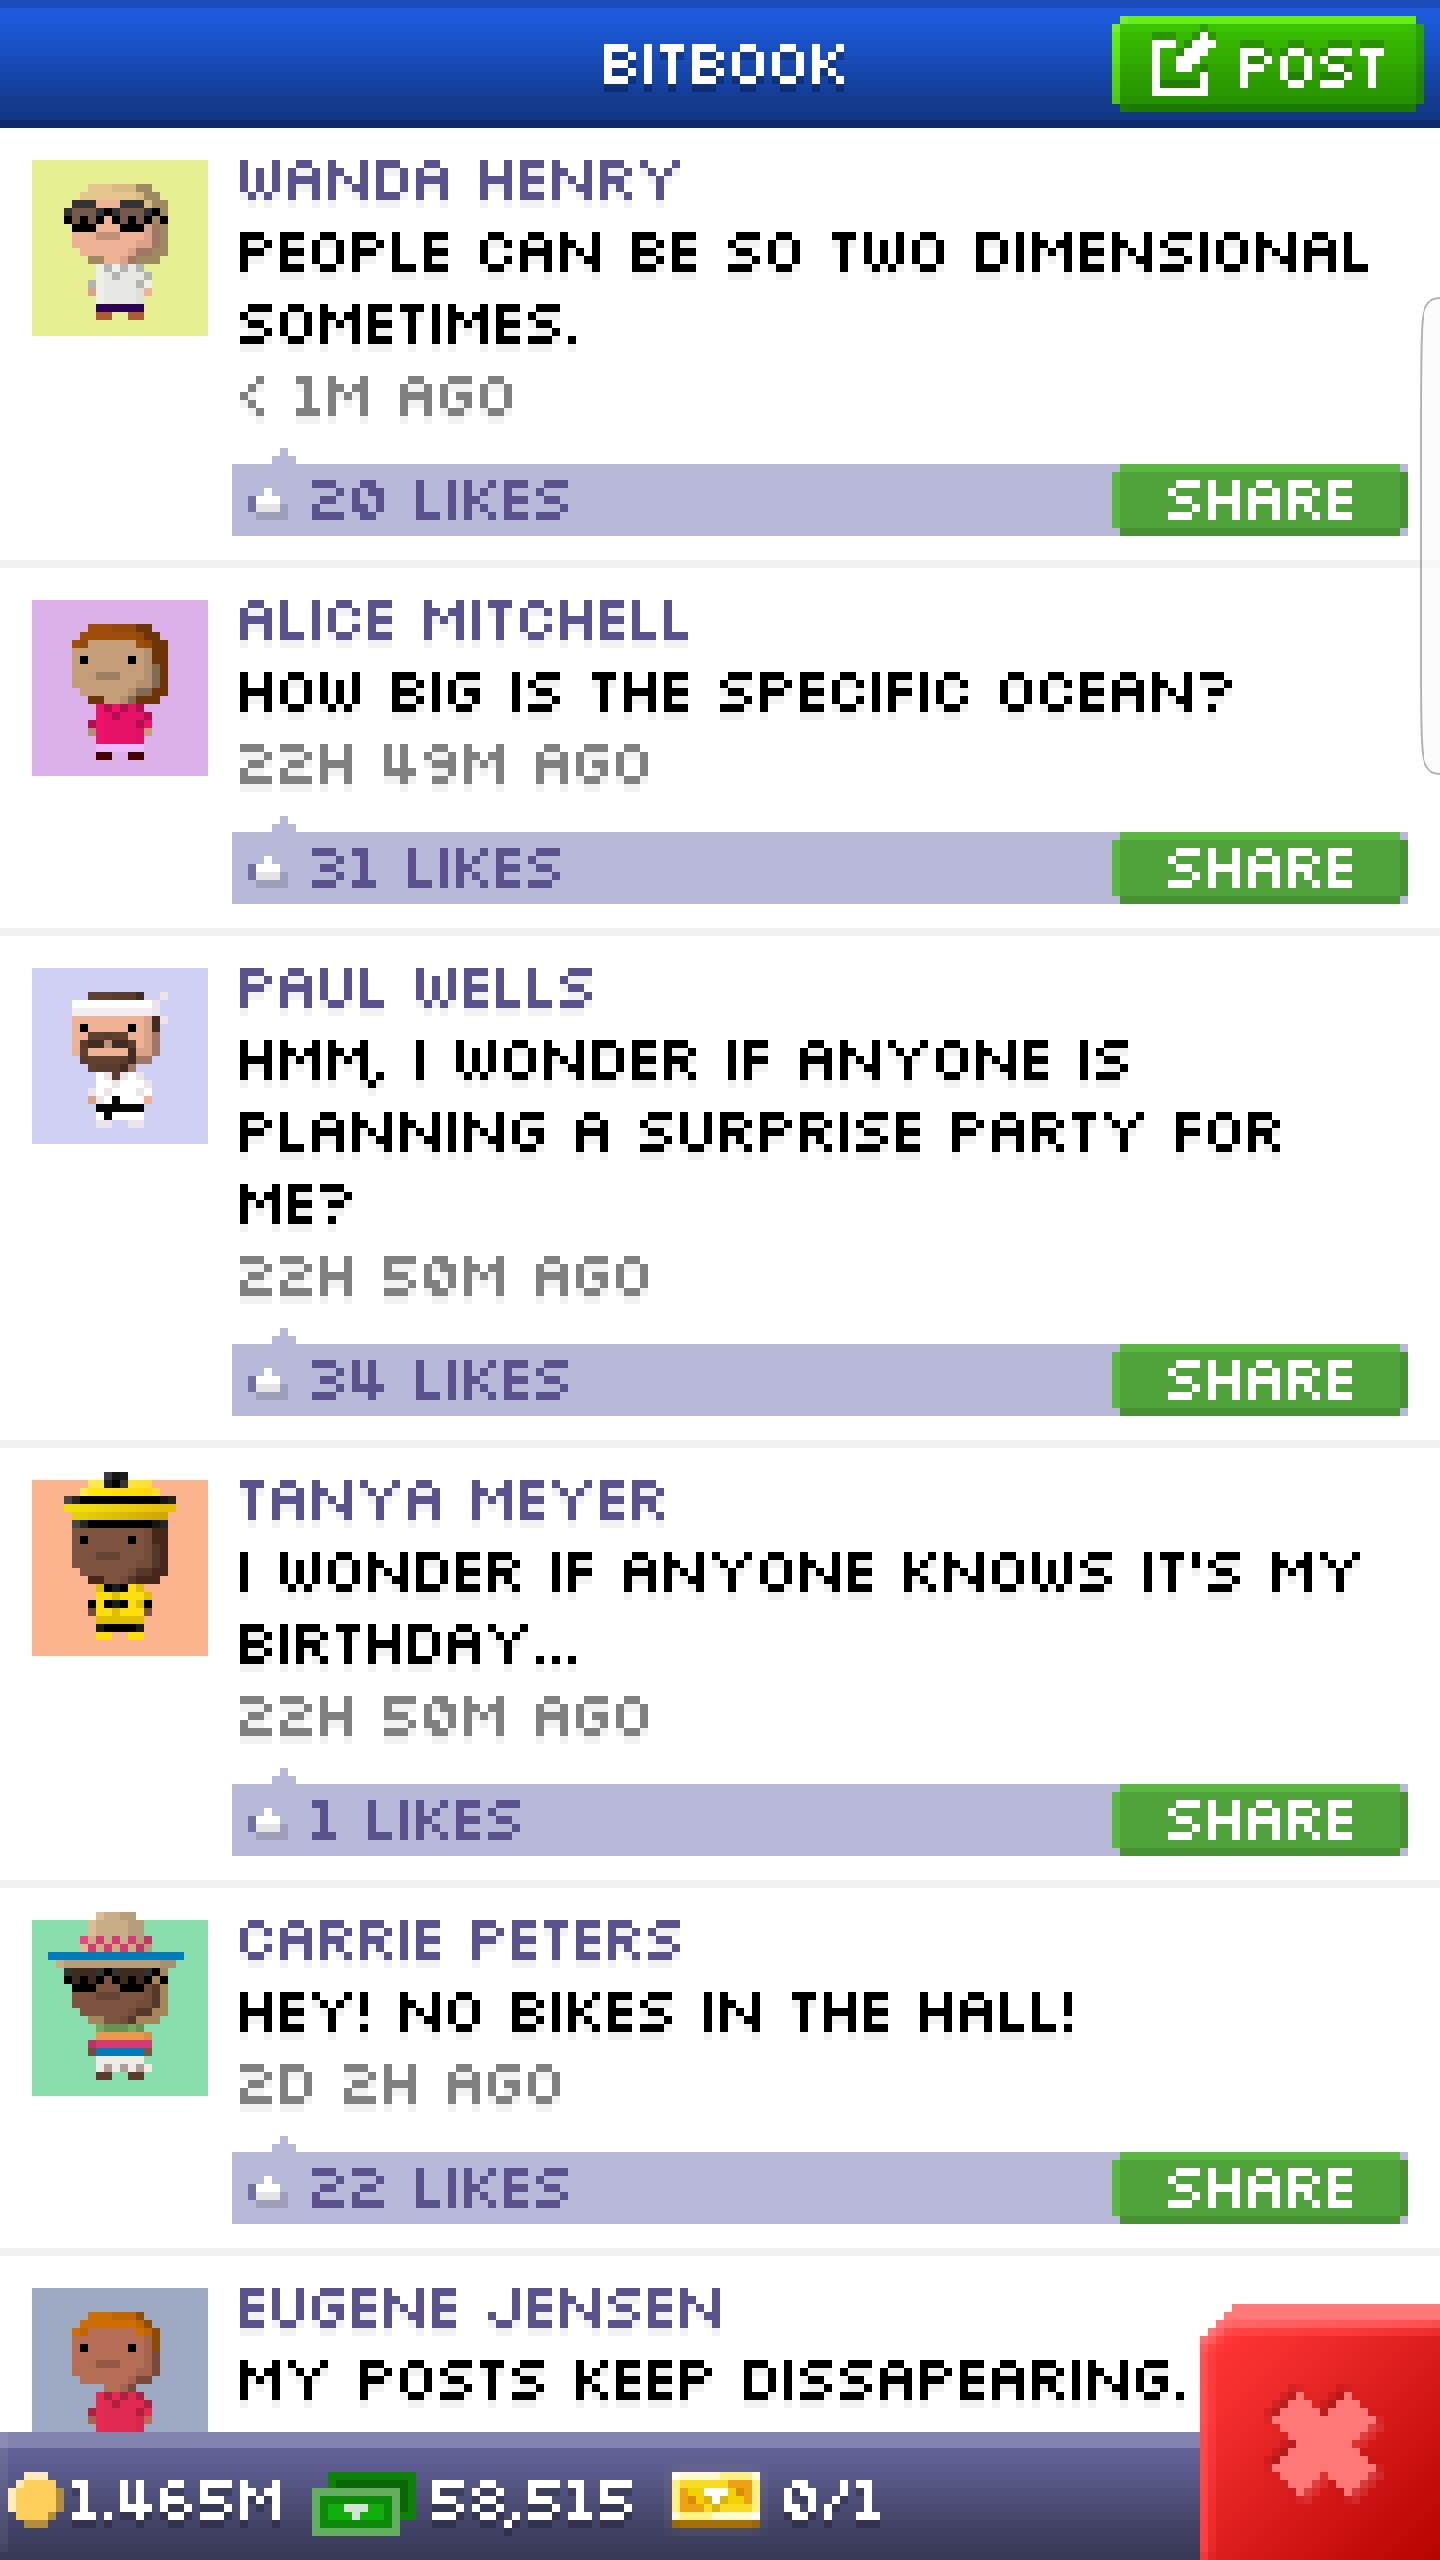 BITBOOK
POST
WANDA HENRY
PEOPLE CAN BE SO TWO DIMENSIONAL
SOMETIMES.
< 1M AGO
20 LIKES
SHARE
ALICE MITCHELL
HOW BIG IS THE SPECIFIC OCEAN?
22H 49M AGO
31 LIKES
SHARE
PAUL WELLS
HMM, I WONDER IF ANYONE IS
PLANNING A SURPRISE PARTY FOR
ME?
22H 50M AGO
34 LIKES
SHARE
TANYA MEYER
I WONDER IF ANYONE KNOWS IT'S MY
BIRTHDAY...
22H 50M AGO
1 LIKES
SHARE
CARRIE PETERS
HEY! NO BIKES IN THE HALL!
2D 2H AGO
22 LIKES
SHARE
EUGENE JENSEN
MY POSTS KEEP DISSAPEARING.
1.465M 58,515 0/1